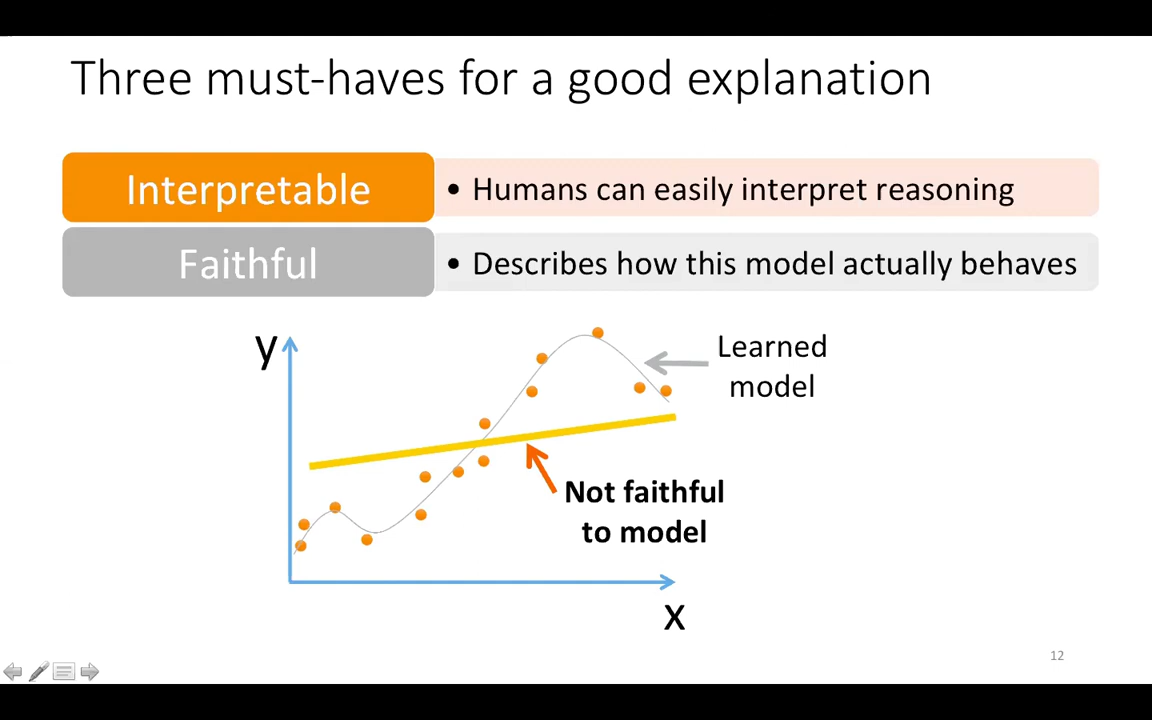 Three must-haves for a good explanation
Interpretable
• Humans can easily interpret reasoning
Faithful
• Describes how this model actually behaves
y
Learned
model
Not faithful
to model
x
12